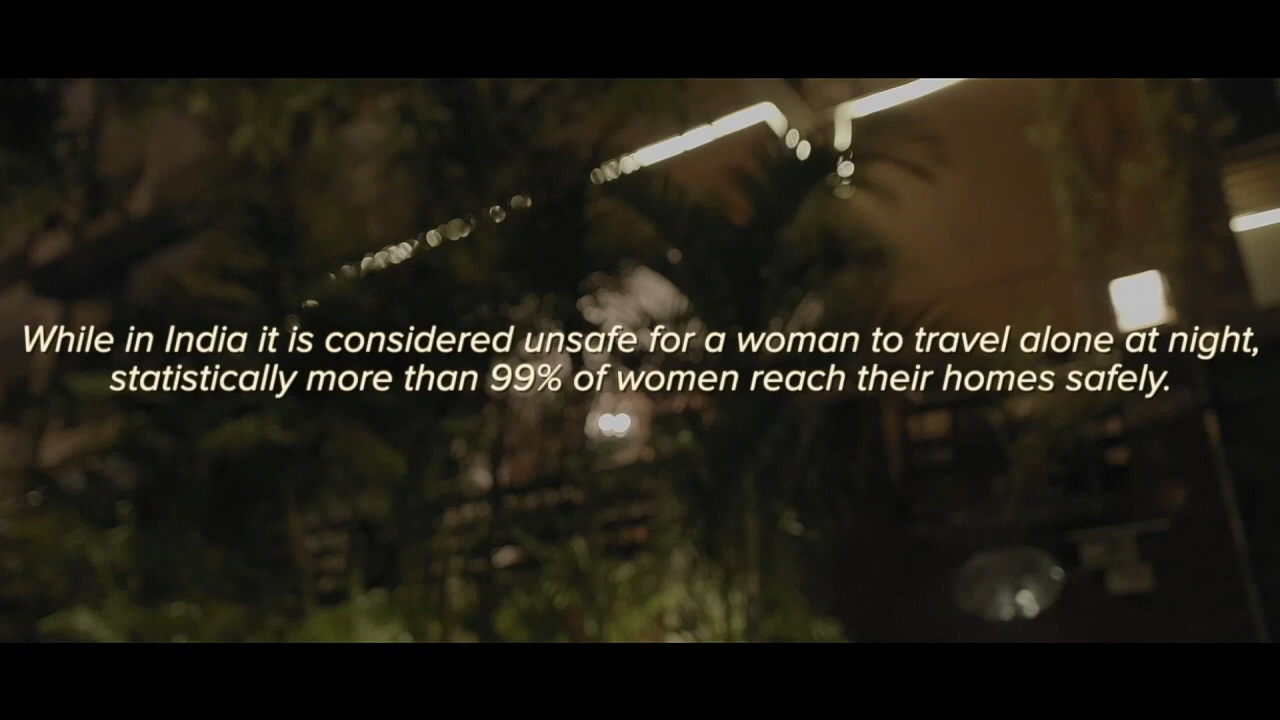 While in India it is considered unsafe for a woman to travel alone at night,
statistically more than 99% of women reach their homes safely.